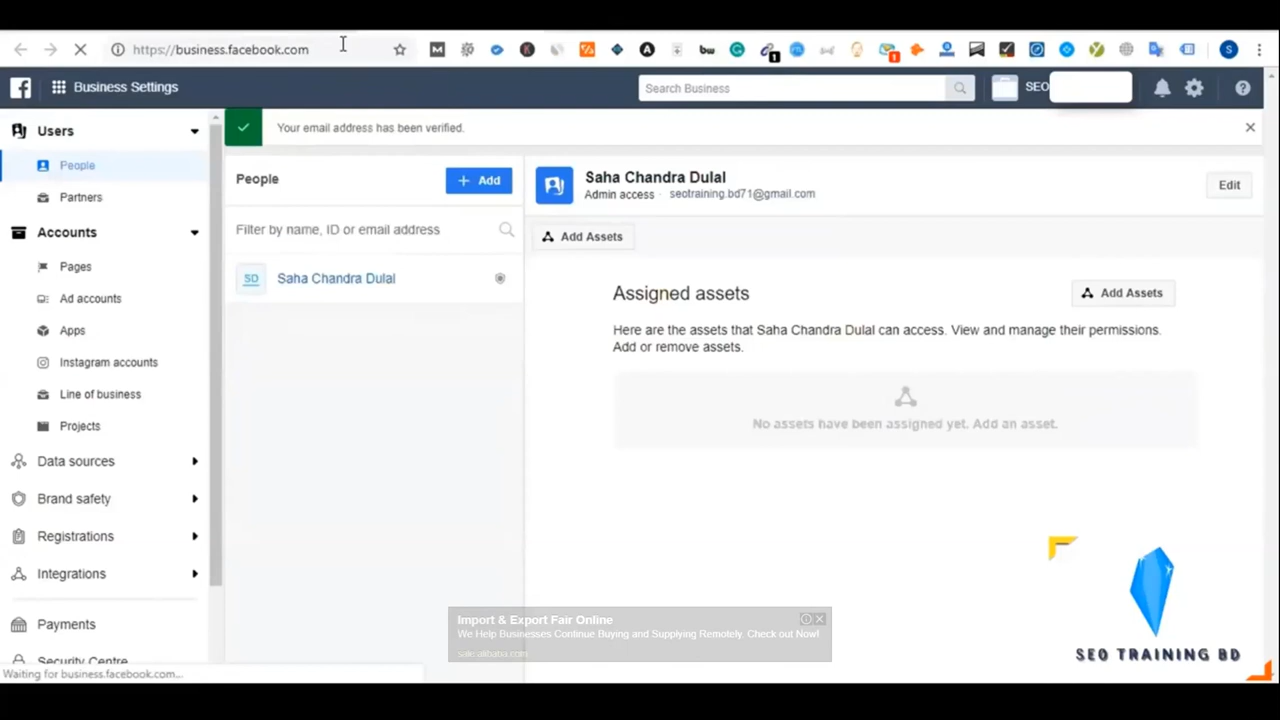 https://business.facebook.com
Business Settings
Search Business
SEO
Users
People
Partners
Accounts
Pages
Ad accounts
Apps
Instagram accounts
Line of business
Projects
Data sources
Brand safety
Registrations
Integrations
Payments
Security Centre
Waiting for business.facebook.com...
Your email address has been verified.
People
+ Add
Filter by name, ID or email address
SD
Saha Chandra Dulal
Saha Chandra Dulal
Admin access · seotraining.bd71@gmail.com
Edit
Add Assets
Assigned assets
Add Assets
Here are the assets that Saha Chandra Dulal can access. View and manage their permissions.
Add or remove assets.
No assets have been assigned yet. Add an asset.
Import & Export Fair Online
We Help Businesses Continue Buying and Supplying Remotely. Check out Now!
sale.alibaba.com
SEO TRAINING BD